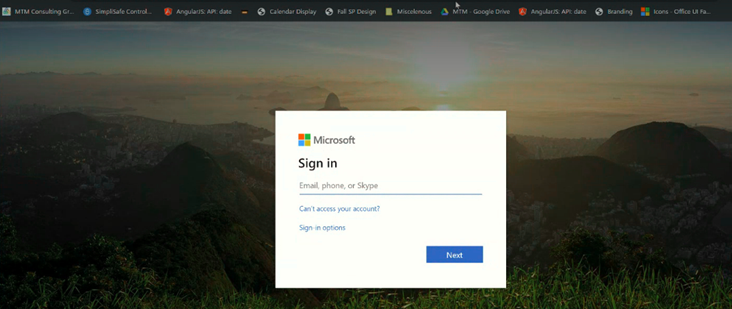 MTM Consulting Gr... SimpliSafe Control... AngularJS: API: date Calendar Display Fall SP Design Miscelenous MTM - Google Drive AngularJS: API: date Branding Icons - Office UI Fa...
Microsoft
Sign in
Email, phone, or Skype
Can't access your account?
Sign-in options
Next